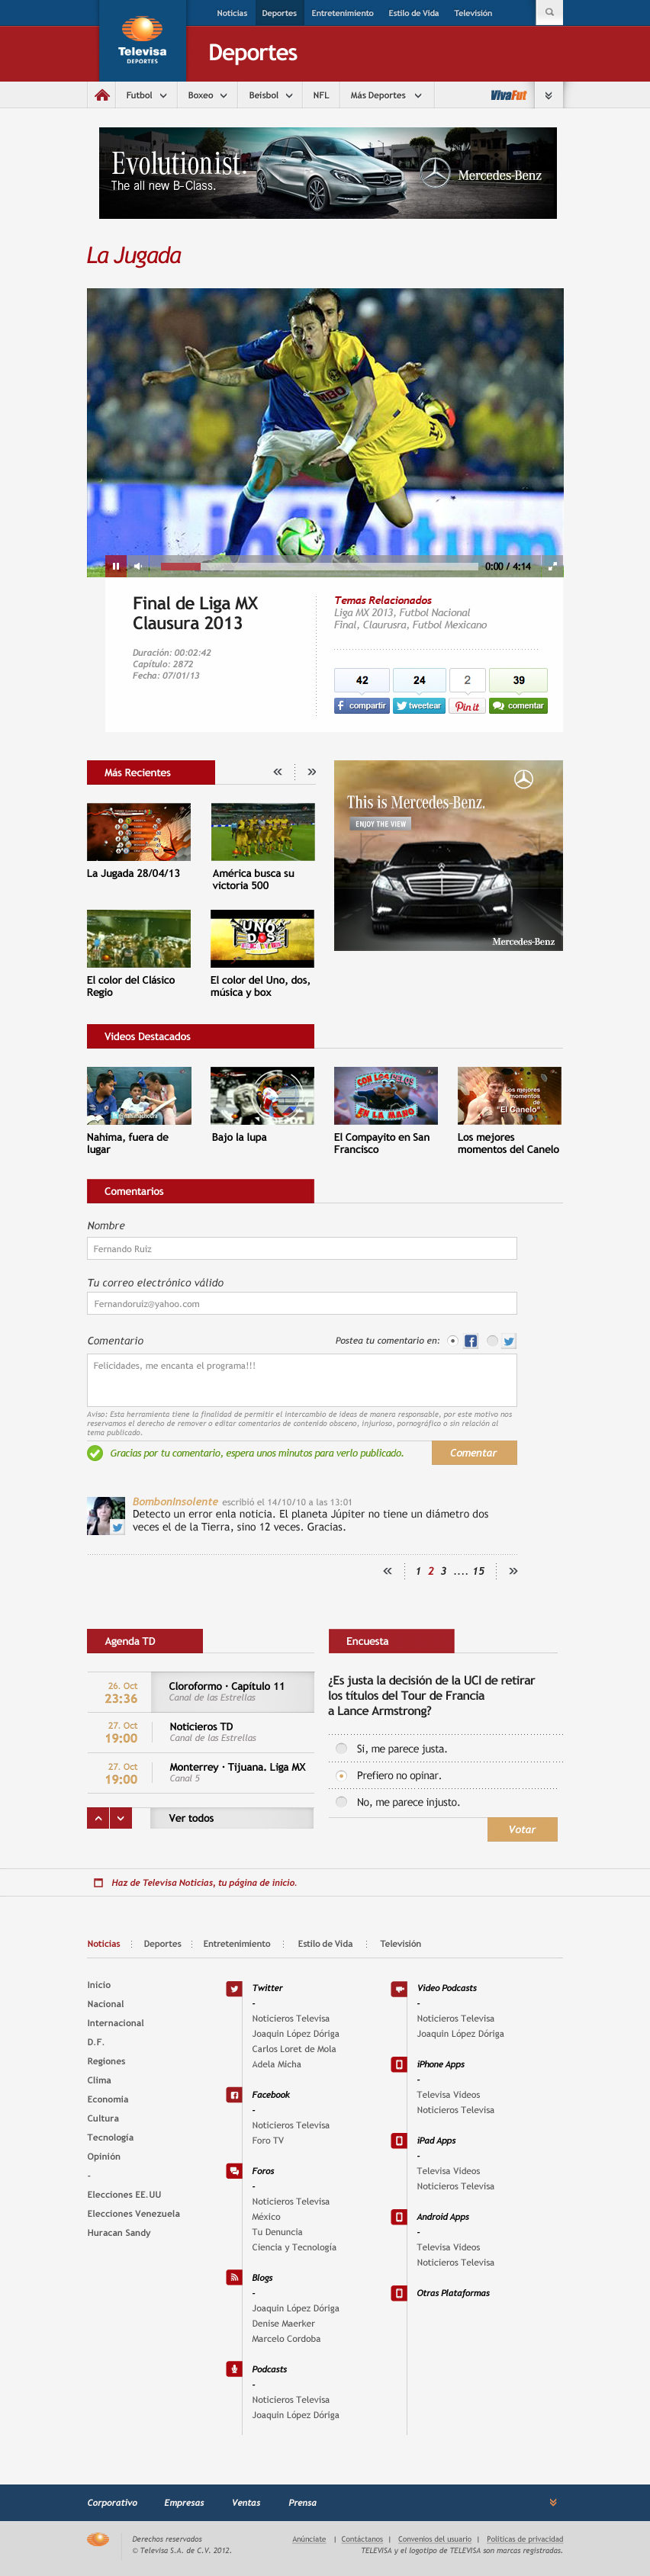 Noticias Deportes Entretenimiento Estilo de Vida Televisión
Televisa
DEPORTES
Deportes
Futbol Boxeo Beisbol NFL Más Deportes VivaFut
Evolutionist.
The all new B-Class.
Mercedes-Benz
La Jugada
0:00 / 4:14
Final de Liga MX
Clausura 2013
Duración: 00:02:42
Capítulo: 2872
Fecha: 07/01/13
Temas Relacionados
Liga MX 2013, Futbol Nacional
Final, Claurusra, Futbol Mexicano
42 24 2 39
compartir tweetear Pin it comentar
Más Recientes
La Jugada 28/04/13
América busca su
victoria 500
El color del Clásico
Regio
UNO DOS
El color del Uno, dos,
música y box
This is Mercedes-Benz.
ENJOY THE VIEW
Mercedes-Benz
Videos Destacados
Nahima, fuera de
lugar
Bajo la lupa
EN LA MANO
El Compayito en San
Francisco
Los mejores
momentos
de
"El Canelo"
Los mejores
momentos del Canelo
Comentarios
Nombre
Fernando Ruiz
Tu correo electrónico válido
Fernandoruiz@yahoo.com
Comentario
Postea tu comentario en:
Felicidades, me encanta el programa!!!
Aviso: Esta herramienta tiene la finalidad de permitir el intercambio de ideas de manera responsable, por este motivo nos
reservamos el derecho de remover o editar comentarios de contenido obsceno, injurioso, pornográfico o sin relación al
tema publicado.
Gracias por tu comentario, espera unos minutos para verlo publicado.
Comentar
BombonInsolente escribió el 14/10/10 a las 13:01
Detecto un error enla noticia. El planeta Júpiter no tiene un diámetro dos
veces el de la Tierra, sino 12 veces. Gracias.
1 2 3 .... 15
Agenda TD
26. Oct
23:36
Cloroformo · Capítulo 11
Canal de las Estrellas
27. Oct
19:00
Noticieros TD
Canal de las Estrellas
27. Oct
19:00
Monterrey · Tijuana. Liga MX
Canal 5
Ver todos
Encuesta
¿Es justa la decisión de la UCI de retirar
los títulos del Tour de Francia
a Lance Armstrong?
Si, me parece justa.
Prefiero no opinar.
No, me parece injusto.
Votar
Haz de Televisa Noticias, tu página de inicio.
Noticias Deportes Entretenimiento Estilo de Vida Televisión
Inicio
Nacional
Internacional
D.F.
Regiones
Clima
Economía
Cultura
Tecnología
Opinión
-
Elecciones EE.UU
Elecciones Venezuela
Huracan Sandy
Twitter
-
Noticieros Televisa
Joaquin López Dóriga
Carlos Loret de Mola
Adela Micha
Facebook
-
Noticieros Televisa
Foro TV
Foros
-
Noticieros Televisa
México
Tu Denuncia
Ciencia y Tecnología
Blogs
-
Joaquin López Dóriga
Denise Maerker
Marcelo Cordoba
Podcasts
-
Noticieros Televisa
Joaquin López Dóriga
Video Podcasts
-
Noticieros Televisa
Joaquin López Dóriga
iPhone Apps
-
Televisa Videos
Noticieros Televisa
iPad Apps
-
Televisa Videos
Noticieros Televisa
Android Apps
-
Televisa Videos
Noticieros Televisa
Otras Plataformas
Corporativo Empresas Ventas Prensa
Derechos reservados
© Televisa S.A. de C.V. 2012.
Anúnciate | Contáctanos | Convenios del usuario | Políticas de privacidad
TELEVISA y el logotipo de TELEVISA son marcas registradas.